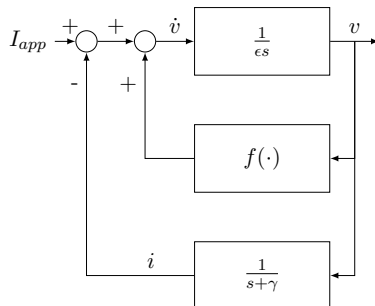 I_{app} + + + \dot{v} \frac{1}{\epsilon s} v
- +
f(\cdot)
i \frac{1}{s+\gamma}